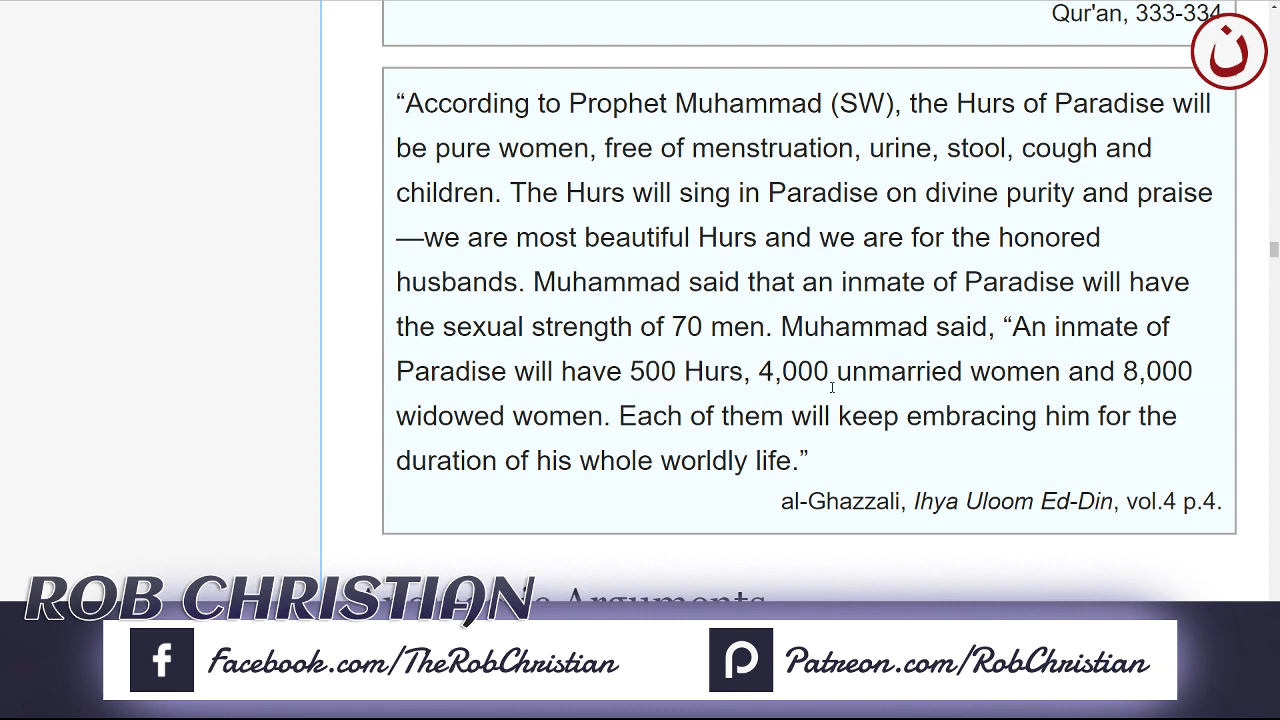 Qur'an, 333-334
ن
“According to Prophet Muhammad (SW), the Hurs of Paradise will
be pure women, free of menstruation, urine, stool, cough and
children. The Hurs will sing in Paradise on divine purity and praise
—we are most beautiful Hurs and we are for the honored
husbands. Muhammad said that an inmate of Paradise will have
the sexual strength of 70 men. Muhammad said, “An inmate of
Paradise will have 500 Hurs, 4,000 unmarried women and 8,000
widowed women. Each of them will keep embracing him for the
duration of his whole worldly life.”
al-Ghazzali, Ihya Uloom Ed-Din, vol.4 p.4.
Arguments
ROB CHRISTIAN
Facebook.com/TheRobChristian
Patreon.com/RobChristian